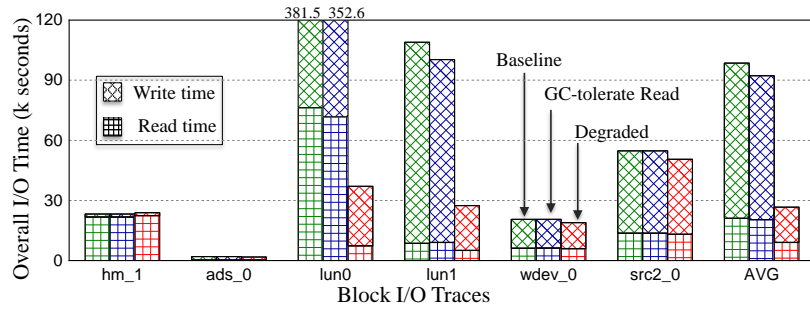 381.5 352.6
120
90
60
30
0
Overall I/O Time (k seconds)
Write time
Read time
Baseline
GC-tolerate Read
Degraded
hm_1 ads_0 lun0 lun1 wdev_0 src2_0 AVG
Block I/O Traces